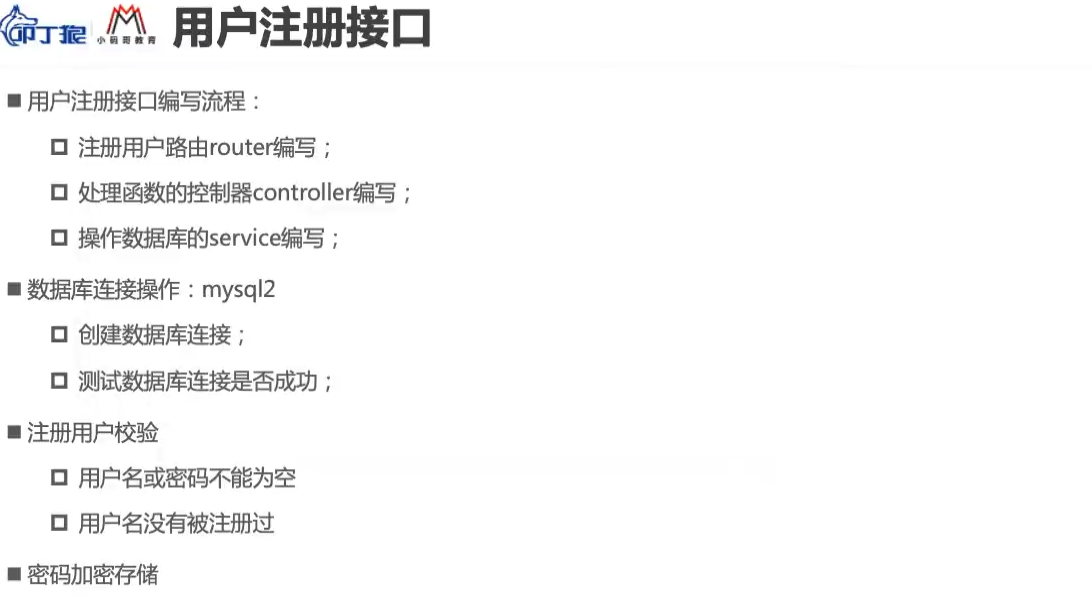 叩丁狼
小码哥教育
用户注册接口
用户注册接口编写流程：
注册用户路由router编写；
处理函数的控制器controller编写；
操作数据库的service编写；
数据库连接操作：mysql2
创建数据库连接；
测试数据库连接是否成功；
注册用户校验
用户名或密码不能为空
用户名没有被注册过
密码加密存储